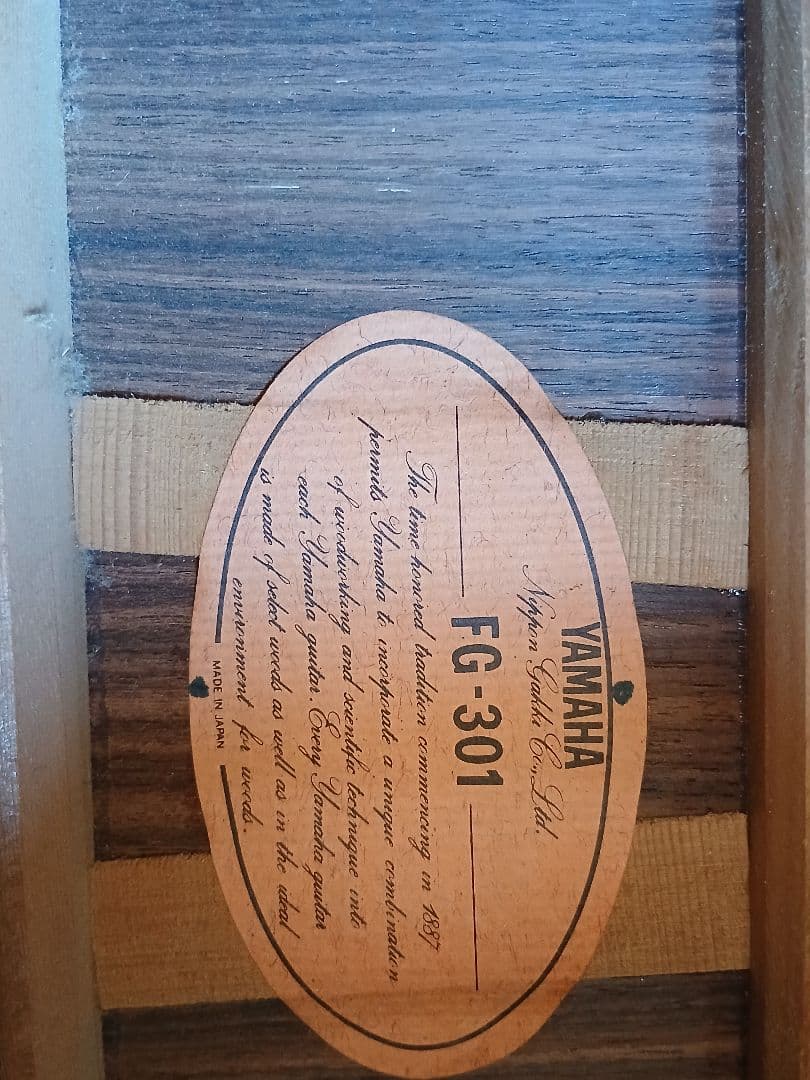 YAMAHA
Nippon Gakki Co., Ltd.
FG-301
The time honored tradition commencing in 1887
permits Yamaha to incorporate a unique combination
of woodworking and scientific technique into
each Yamaha guitar. Every Yamaha guitar
is made of select woods as well as in the ideal
environment for woods.
MADE IN JAPAN